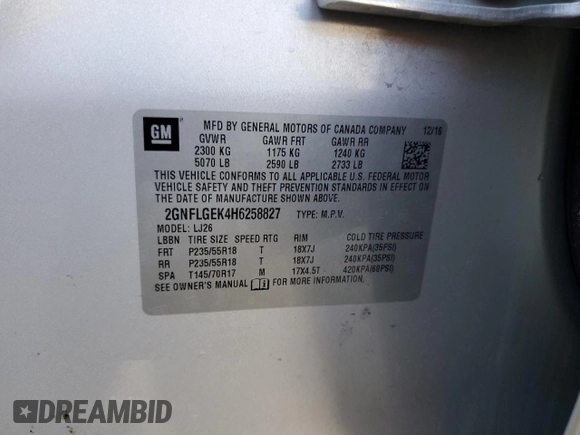 GM
MFD BY GENERAL MOTORS OF CANADA COMPANY 12/16
GVWR GAWR FRT GAWR RR
2300 KG 1175 KG 1240 KG
5070 LB 2590 LB 2733 LB
THIS VEHICLE CONFORMS TO ALL APPLICABLE U.S. FEDERAL MOTOR
VEHICLE SAFETY AND THEFT PREVENTION STANDARDS IN EFFECT ON THE
DATE OF MANUFACTURE SHOWN ABOVE.
2GNFLGEK4H6258827 TYPE: M.P.V.
MODEL: LJ26
LBBN TIRE SIZE SPEED RTG RIM COLD TIRE PRESSURE
FRT P235/55R18 T 18X7J 240KPA(35PSI)
RR P235/55R18 T 18X7J 240KPA(35PSI)
SPA T145/70R17 M 17X4.5T 420KPA(60PSI)
SEE OWNER'S MANUAL FOR MORE INFORMATION.
DREAMBID